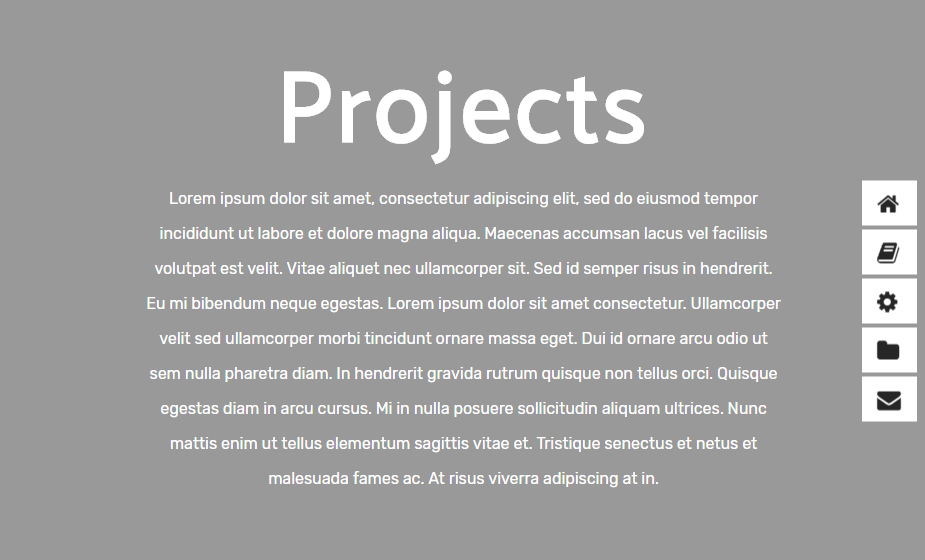 Projects
Lorem ipsum dolor sit amet, consectetur adipiscing elit, sed do eiusmod tempor
incididunt ut labore et dolore magna aliqua. Maecenas accumsan lacus vel facilisis
volutpat est velit. Vitae aliquet nec ullamcorper sit. Sed id semper risus in hendrerit.
Eu mi bibendum neque egestas. Lorem ipsum dolor sit amet consectetur. Ullamcorper
velit sed ullamcorper morbi tincidunt ornare massa eget. Dui id ornare arcu odio ut
sem nulla pharetra diam. In hendrerit gravida rutrum quisque non tellus orci. Quisque
egestas diam in arcu cursus. Mi in nulla posuere sollicitudin aliquam ultrices. Nunc
mattis enim ut tellus elementum sagittis vitae et. Tristique senectus et netus et
malesuada fames ac. At risus viverra adipiscing at in.